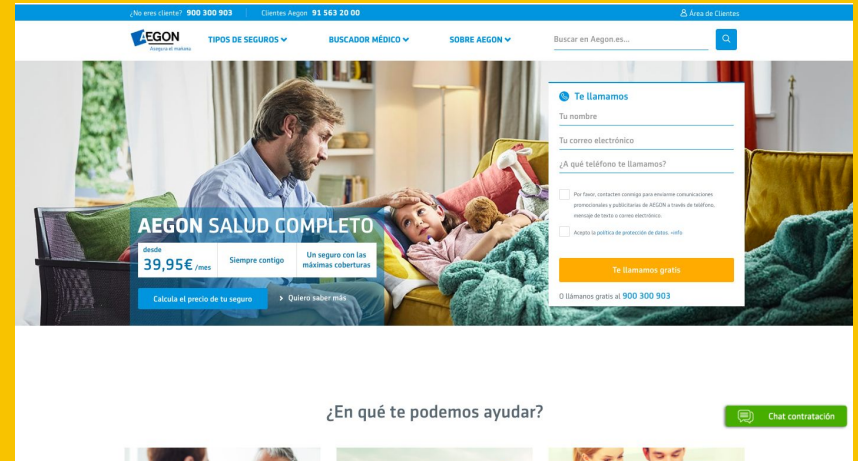 ¿No eres cliente? 900 300 903 Clientes Aegon 91 563 20 00 Área de Clientes
AEGON
Asegura el mañana
TIPOS DE SEGUROS BUSCADOR MÉDICO SOBRE AEGON Buscar en Aegon.es...
Te llamamos
Tu nombre
Tu correo electrónico
¿A qué teléfono te llamamos?
Por favor, contacten conmigo para enviarme comunicaciones
promocionales y publicitarias de AEGON a través de teléfono,
mensaje de texto o correo electrónico.
Acepto la política de protección de datos. +info
Te llamamos gratis
O llámanos gratis al 900 300 903
AEGON SALUD COMPLETO
desde
39,95€ /mes
Siempre contigo
Un seguro con las
máximas coberturas
Calcula el precio de tu seguro
Quiero saber más
¿En qué te podemos ayudar?
Chat contratación